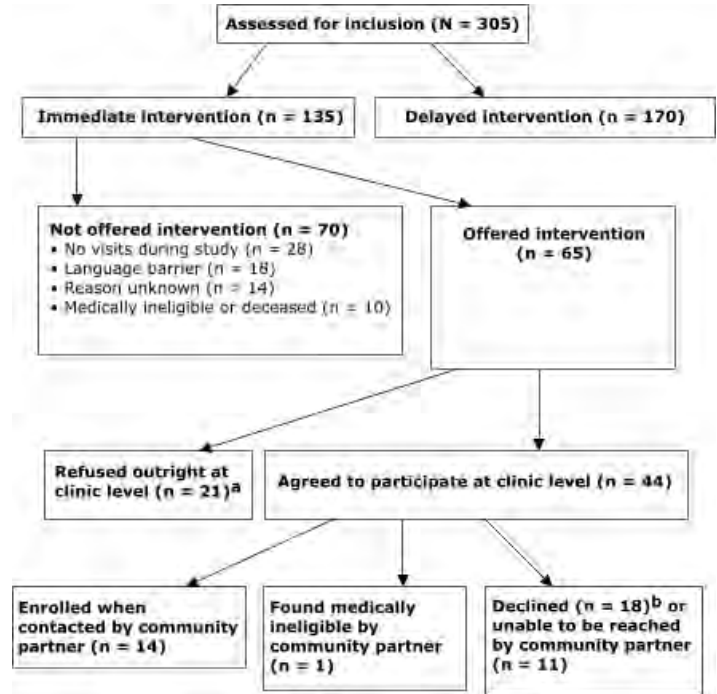 Assessed for inclusion (N = 305)
Immediate intervention (n = 135)
Delayed intervention (n = 170)
Not offered intervention (n = 70)
▪ No visits during study (n = 28)
▪ Language barrier (n = 18)
▪ Reason unknown (n = 14)
▪ Medically ineligible or deceased (n = 10)
Offered intervention
(n = 65)
Refused outright at
clinic level (n = 21)a
Agreed to participate at clinic level (n = 44)
Enrolled when
contacted by community
partner (n = 14)
Found medically
ineligible by
community partner
(n = 1)
Declined (n = 18)b or
unable to be reached
by community partner
(n = 11)